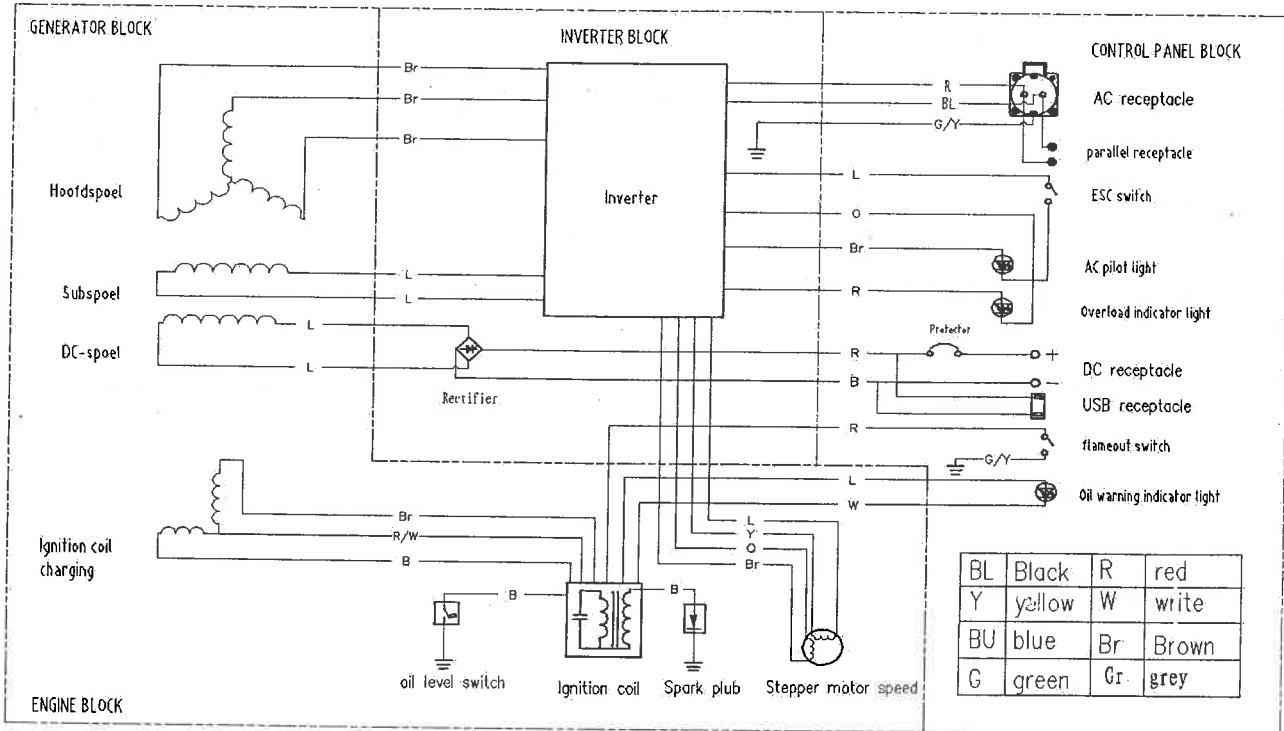 GENERATOR BLOCK
INVERTER BLOCK
CONTROL PANEL BLOCK
Br
Br
Br
Hoofdspoel
Inverter
R
BL
G/Y
AC receptacle
parallel receptacle
L
ESC switch
O
Br
AC pilot light
R
Overload indicator light
L
L
Subspoel
L
L
DC-spoel
Rectifier
Protector
R
+
B
−
DC receptacle
USB receptacle
R
flameout switch
G/Y
L
W
Oil warning indicator light
Br
R/W
B
Ignition coil
charging
L
Y
O
Br
B
B
oil level switch
Ignition coil
Spark plub
Stepper motor speed
ENGINE BLOCK
BL Black R red
Y yellow W write
BU blue Br Brown
G green Gr grey